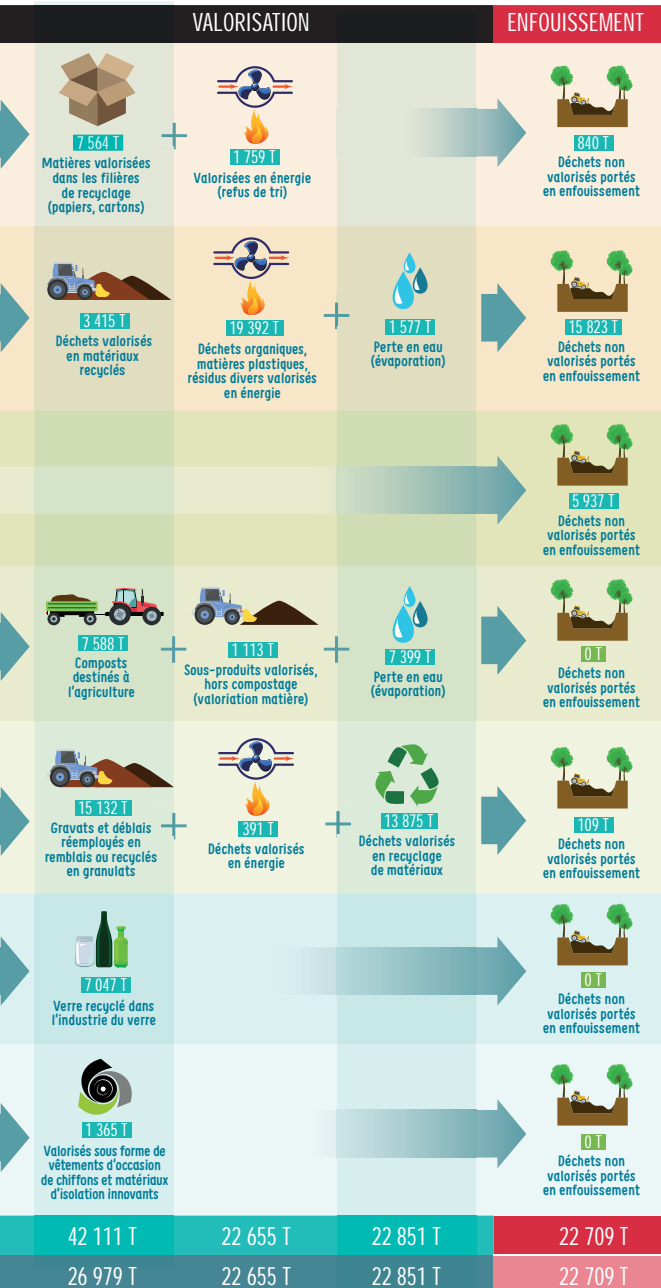 VALORISATION
ENFOUISSEMENT
7 564 T
Matières valorisées
dans les filières
de recyclage
(papiers, cartons)
1 759 T
Valorisées en énergie
(refus de tri)
840 T
Déchets non
valorisés portés
en enfouissement
3 415 T
Déchets valorisés
en matériaux
recyclés
19 392 T
Déchets organiques,
matières plastiques,
résidus divers valorisés
en énergie
1 577 T
Perte en eau
(évaporation)
15 823 T
Déchets non
valorisés portés
en enfouissement
5 937 T
Déchets non
valorisés portés
en enfouissement
7 588 T
Composts
destinés à
l'agriculture
1 113 T
Sous-produits valorisés,
hors compostage
(valoriation matière)
7 399 T
Perte en eau
(évaporation)
0 T
Déchets non
valorisés portés
en enfouissement
15 132 T
Gravats et déblais
réemployés en
remblais ou recyclés
en granulats
391 T
Déchets valorisés
en énergie
13 875 T
Déchets valorisés
en recyclage
de matériaux
109 T
Déchets non
valorisés portés
en enfouissement
7 047 T
Verre recyclé dans
l'industrie du verre
0 T
Déchets non
valorisés portés
en enfouissement
1 365 T
Valorisés sous forme de
vêtements d'occasion
de chiffons et matériaux
d'isolation innovants
0 T
Déchets non
valorisés portés
en enfouissement
42 111 T
22 655 T
22 851 T
22 709 T
26 979 T
22 655 T
22 851 T
22 709 T